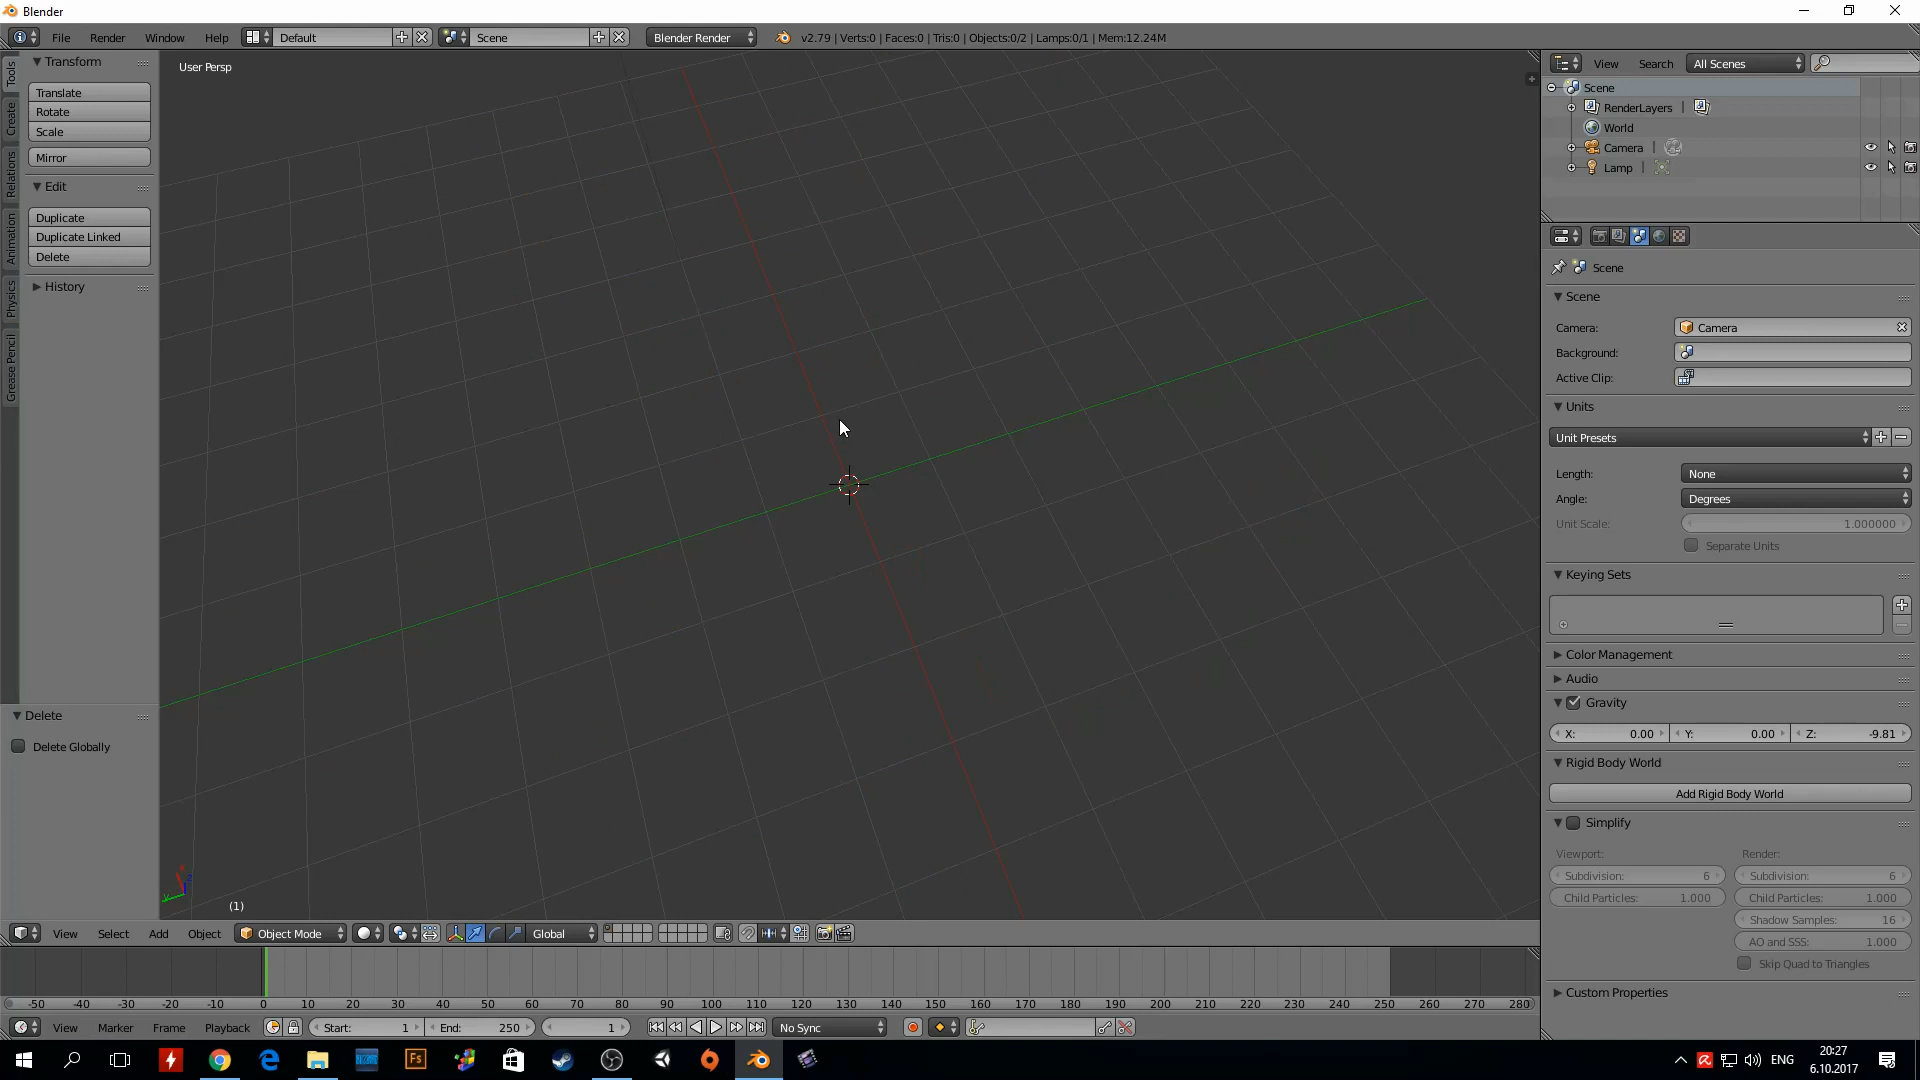 Blender
File Render Window Help Default Scene Blender Render v2.79 | Verts:0 | Faces:0 | Tris:0 | Objects:0/2 | Lamps:0/1 | Mem:12.24M
Tools
Create
Relations
Animation
Physics
Grease Pencil
Transform
Translate
Rotate
Scale
Mirror
Edit
Duplicate
Duplicate Linked
Delete
History
Delete
Delete Globally
User Persp
(1)
View Select Add Object Object Mode Global
-50 -40 -30 -20 -10 0 10 20 30 40 50 60 70 80 90 100 110 120 130 140 150 160 170 180 190 200 210 220 230 240 250 260 270 280
View Marker Frame Playback Start: 1 End: 250 1 No Sync
View Search All Scenes
Scene
RenderLayers |
World
Camera |
Lamp |
Scene
Scene
Camera: Camera
Background:
Active Clip:
Units
Unit Presets
Length: None
Angle: Degrees
Unit Scale: 1.000000
Separate Units
Keying Sets
Color Management
Audio
Gravity
X: 0.00 Y: 0.00 Z: -9.81
Rigid Body World
Add Rigid Body World
Simplify
Viewport: Render:
Subdivision: 6 Subdivision: 6
Child Particles: 1.000 Child Particles: 1.000
Shadow Samples: 16
AO and SSS: 1.000
Skip Quad to Triangles
Custom Properties
Fs
ENG
20:27
6.10.2017